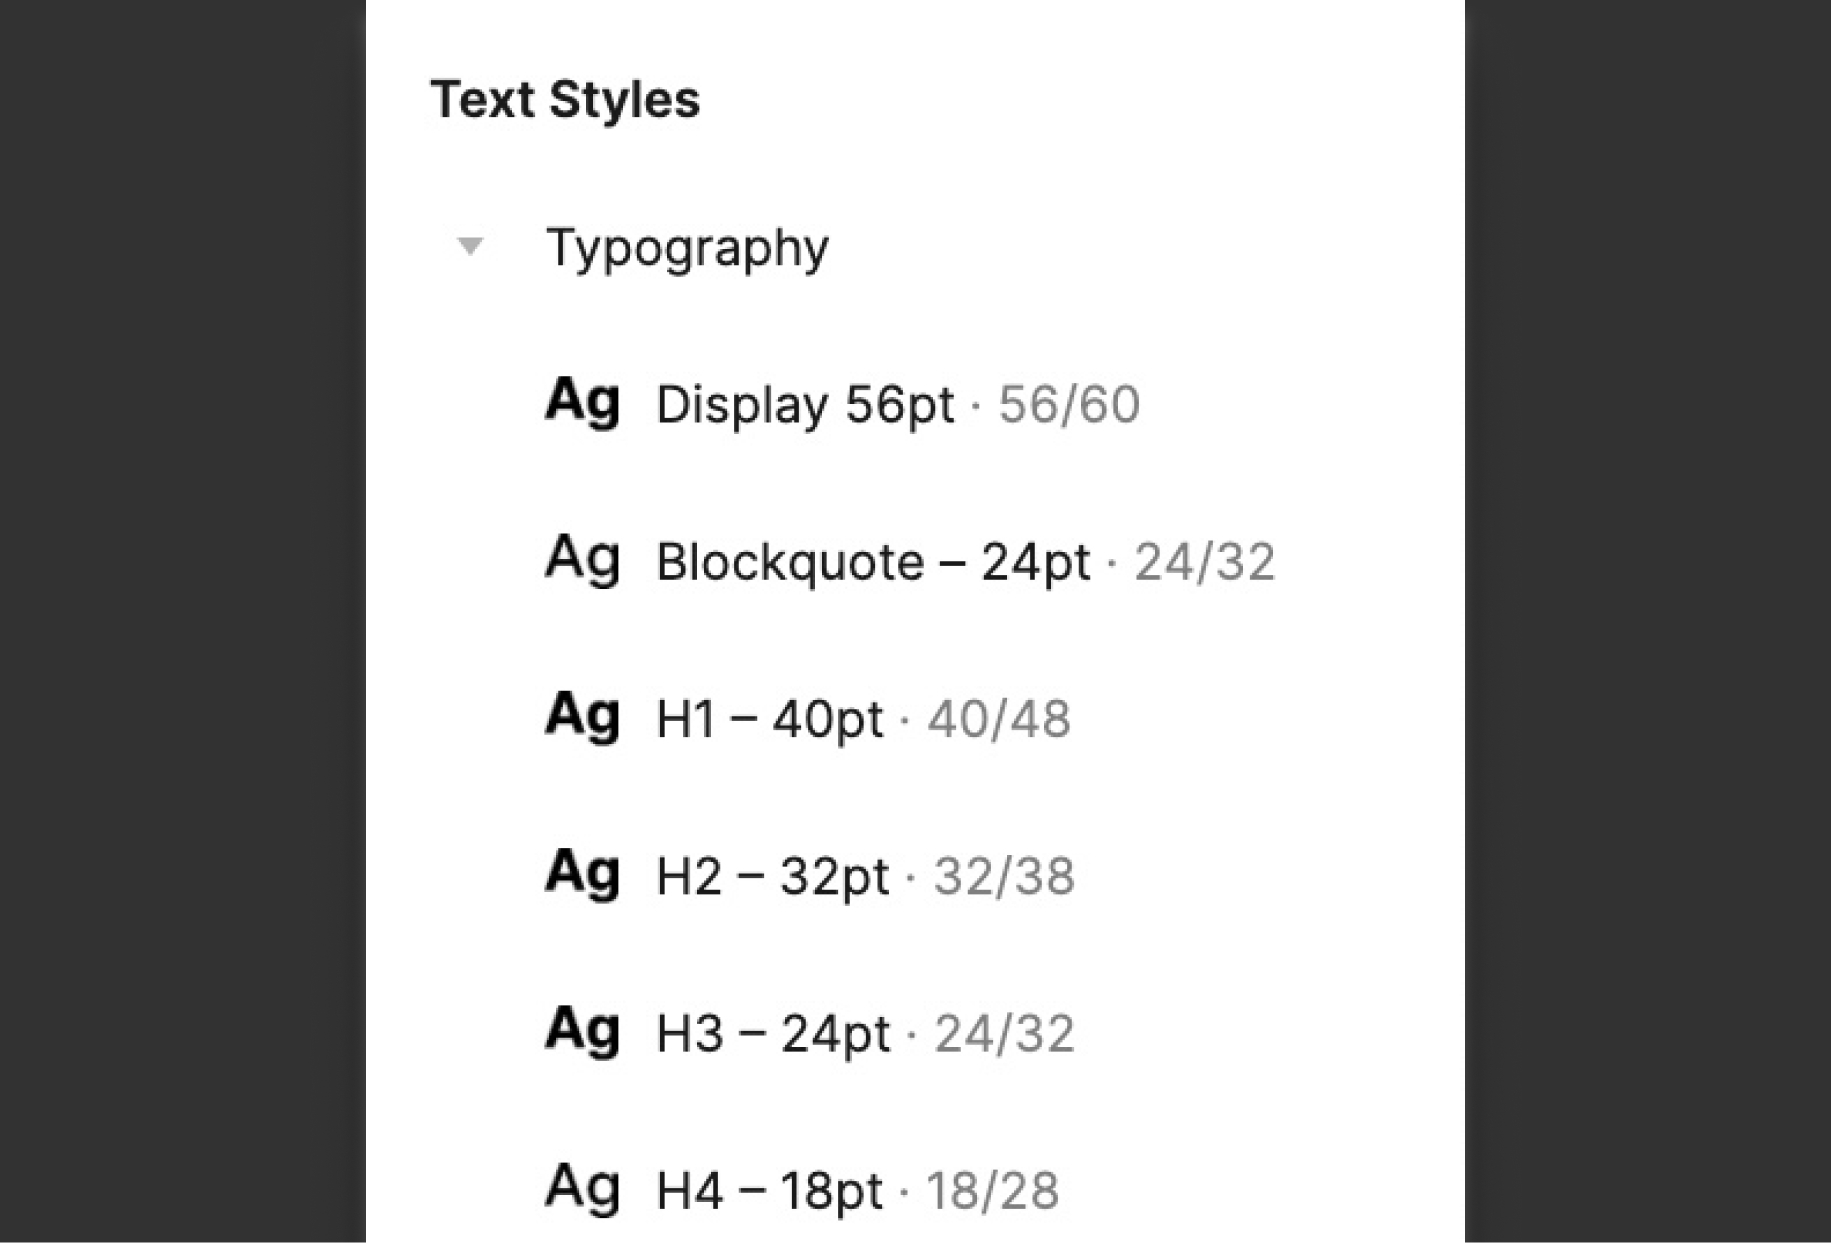 Text Styles
Typography
Ag Display 56pt · 56/60
Ag Blockquote – 24pt · 24/32
Ag H1 – 40pt · 40/48
Ag H2 – 32pt · 32/38
Ag H3 – 24pt · 24/32
Ag H4 – 18pt · 18/28